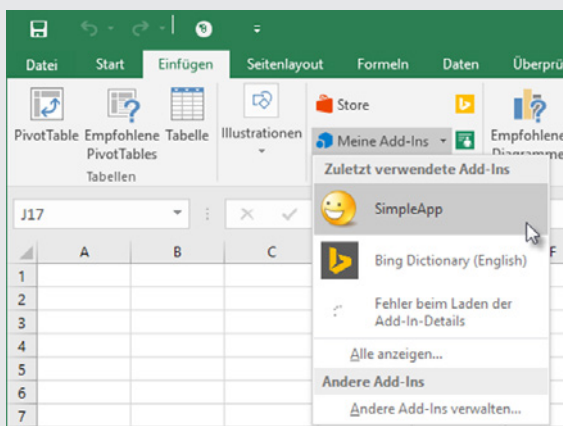 Datei Start Einfügen Seitenlayout Formeln Daten Überprü
PivotTable Empfohlene Tabelle Illustrationen Store Empfohlene
PivotTables Meine Add-Ins Diagramme
Tabellen
Zuletzt verwendete Add-Ins
SimpleApp
Bing Dictionary (English)
Fehler beim Laden der
Add-In-Details
Alle anzeigen...
Andere Add-Ins
Andere Add-Ins verwalten...
J17
A B C F
1
2
3
4
5
6
7